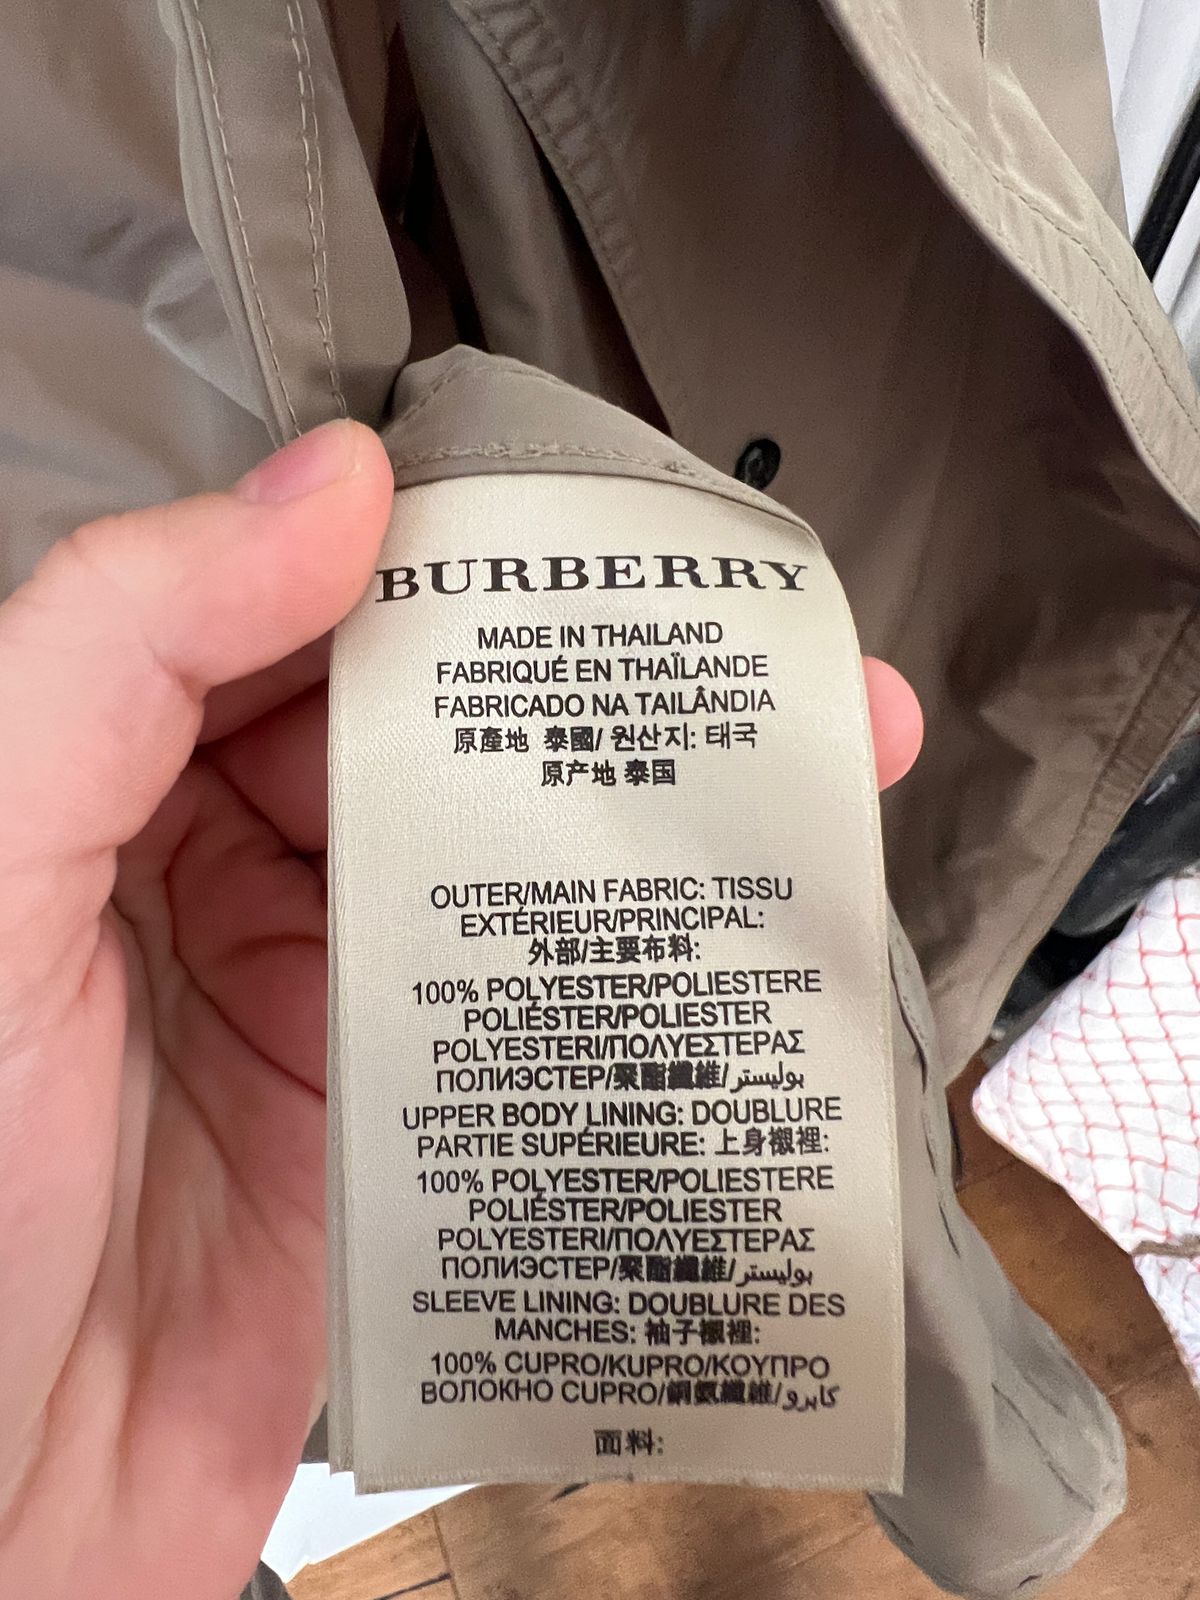 BURBERRY
MADE IN THAILAND
FABRIQUÉ EN THAÏLANDE
FABRICADO NA TAILÂNDIA
原產地 泰國/ 원산지: 태국
原产地 泰国
OUTER/MAIN FABRIC: TISSU
EXTÉRIEUR/PRINCIPAL:
外部/主要布料:
100% POLYESTER/POLIESTERE
POLIÉSTER/POLIESTER
POLYESTERI/ΠΟΛΥΕΣΤΕΡΑΣ
ПОЛИЭСТЕР/聚酯纖維/بوليستر
UPPER BODY LINING: DOUBLURE
PARTIE SUPÉRIEURE: 上身襯裡:
100% POLYESTER/POLIESTERE
POLIÉSTER/POLIESTER
POLYESTERI/ΠΟΛΥΕΣΤΕΡΑΣ
ПОЛИЭСТЕР/聚酯纖維/بوليستر
SLEEVE LINING: DOUBLURE DES
MANCHES: 袖子襯裡:
100% CUPRO/KUPRO/ΚΟΥΠΡΟ
ВОЛОКНО CUPRO/銅氨纖維/كابرو
面料: